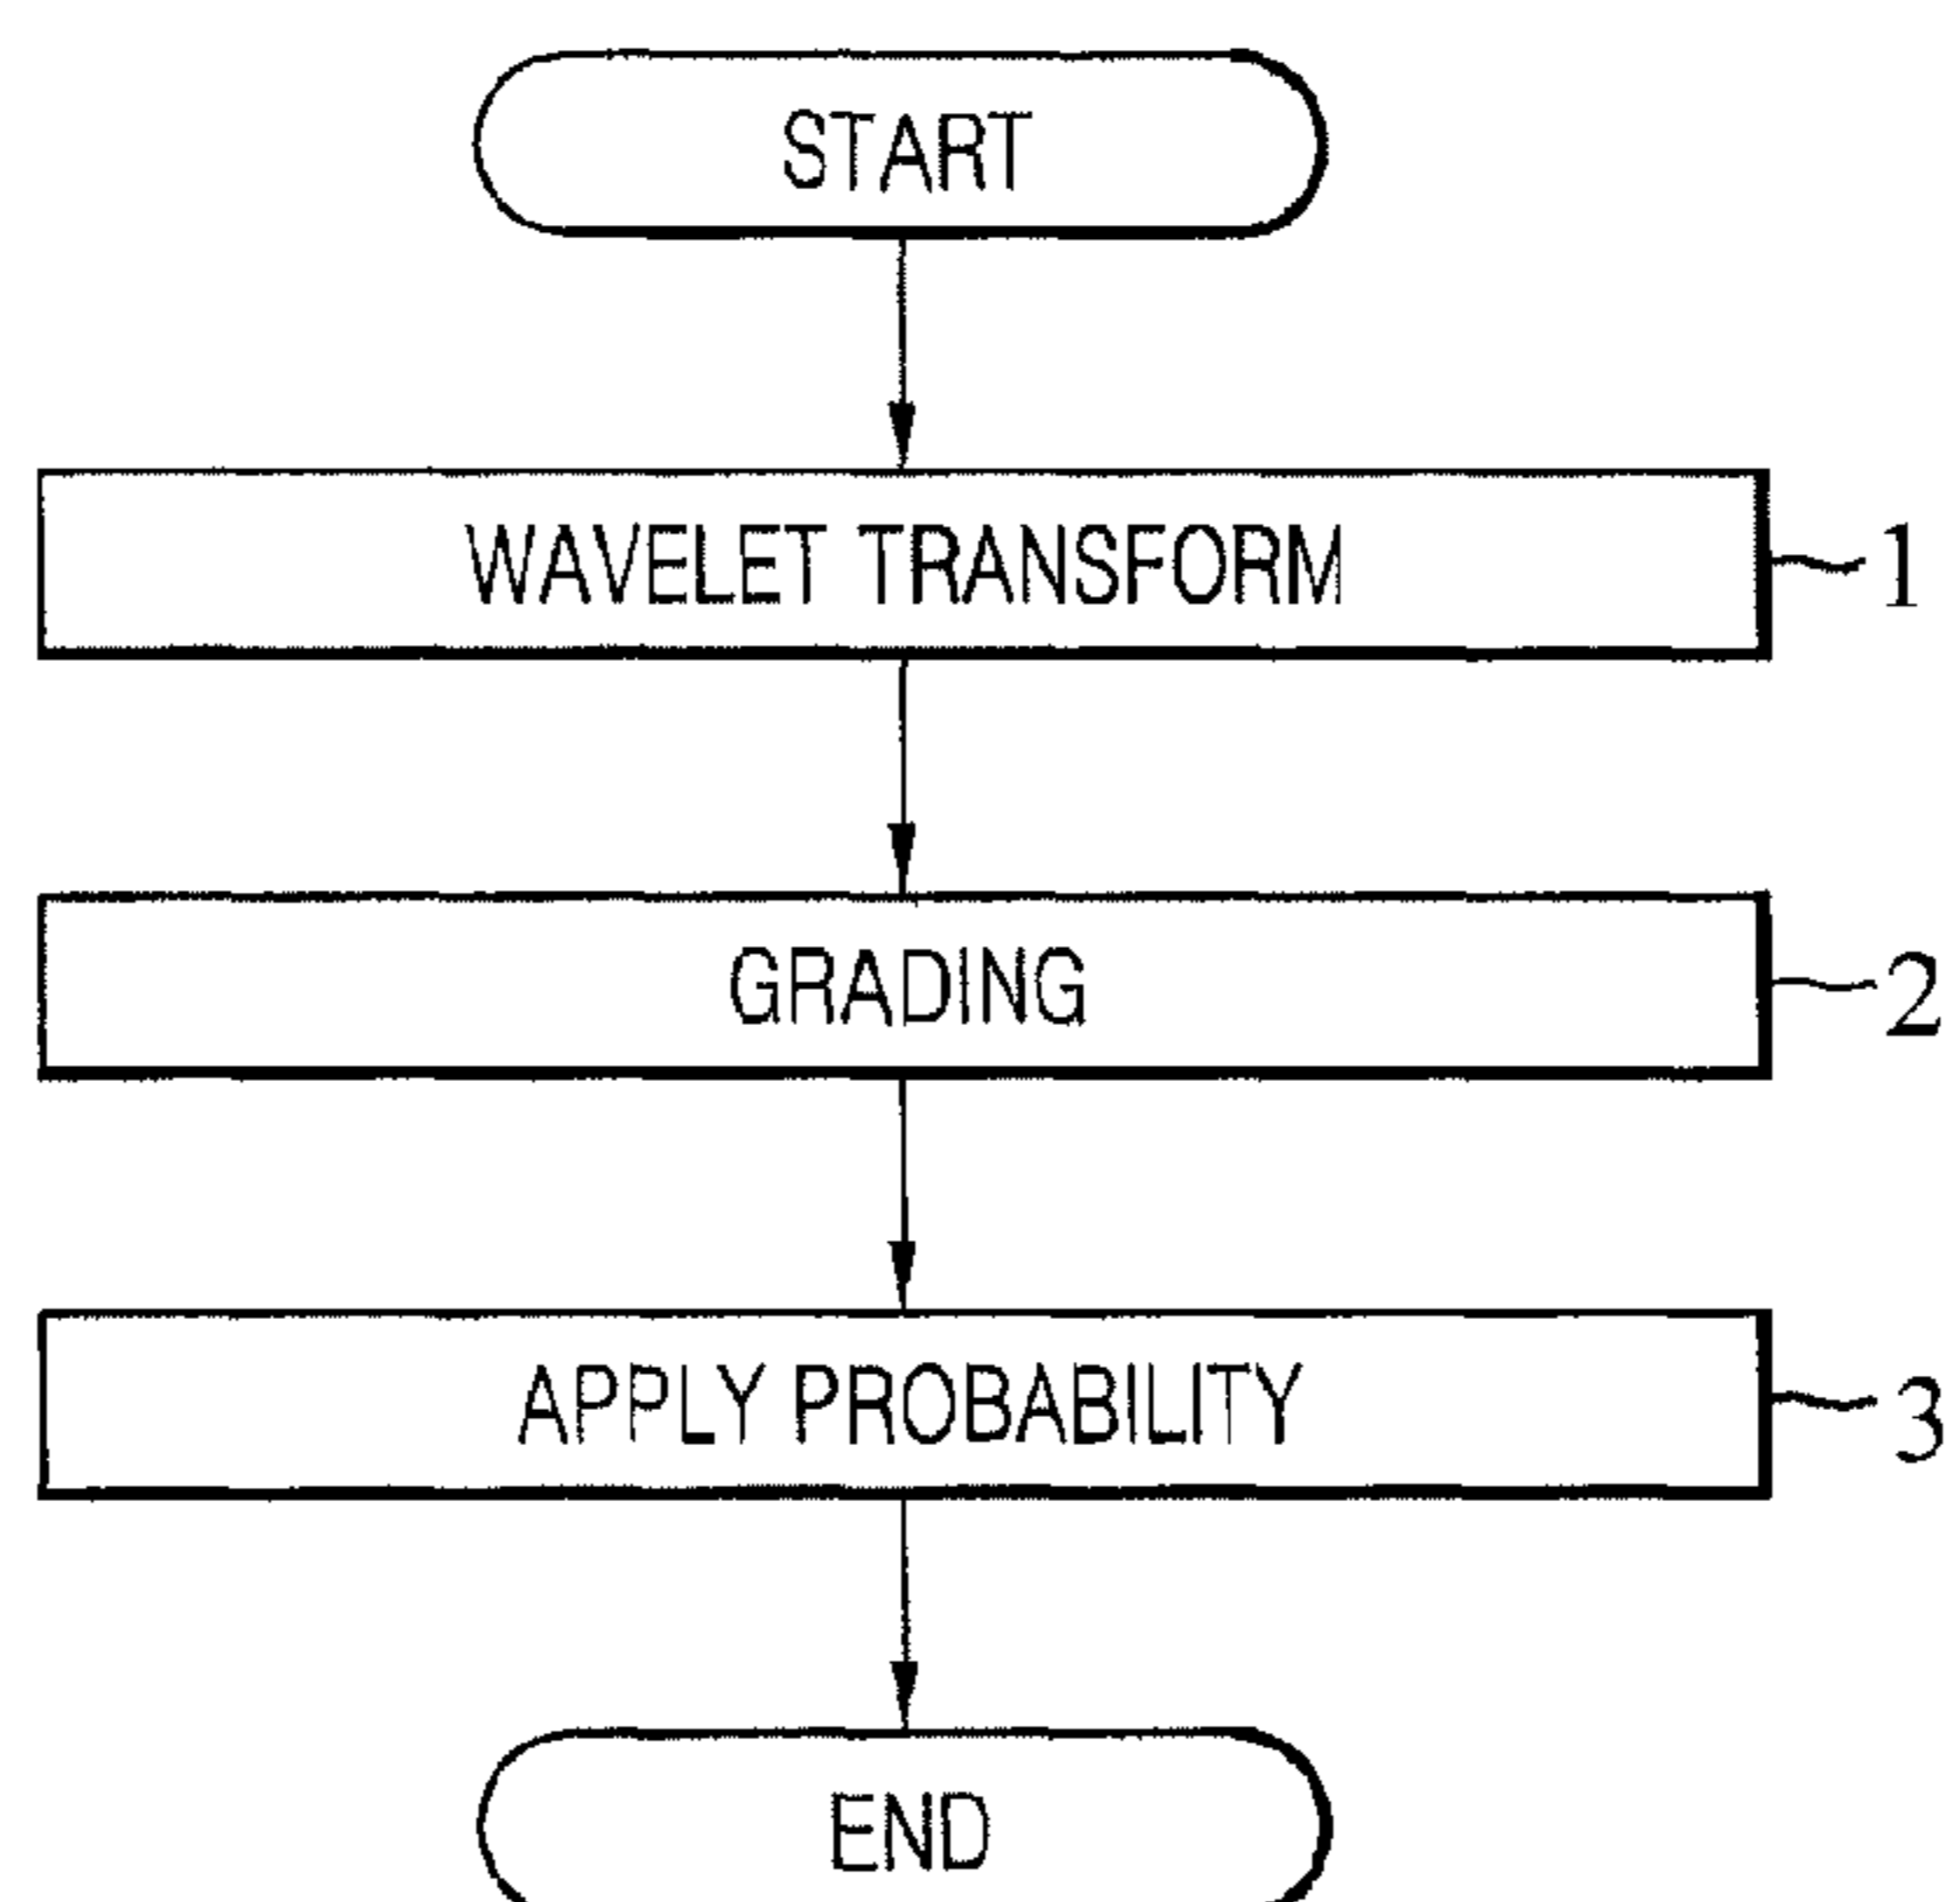 START
WAVELET TRANSFORM
1
GRADING
2
APPLY PROBABILITY
3
END